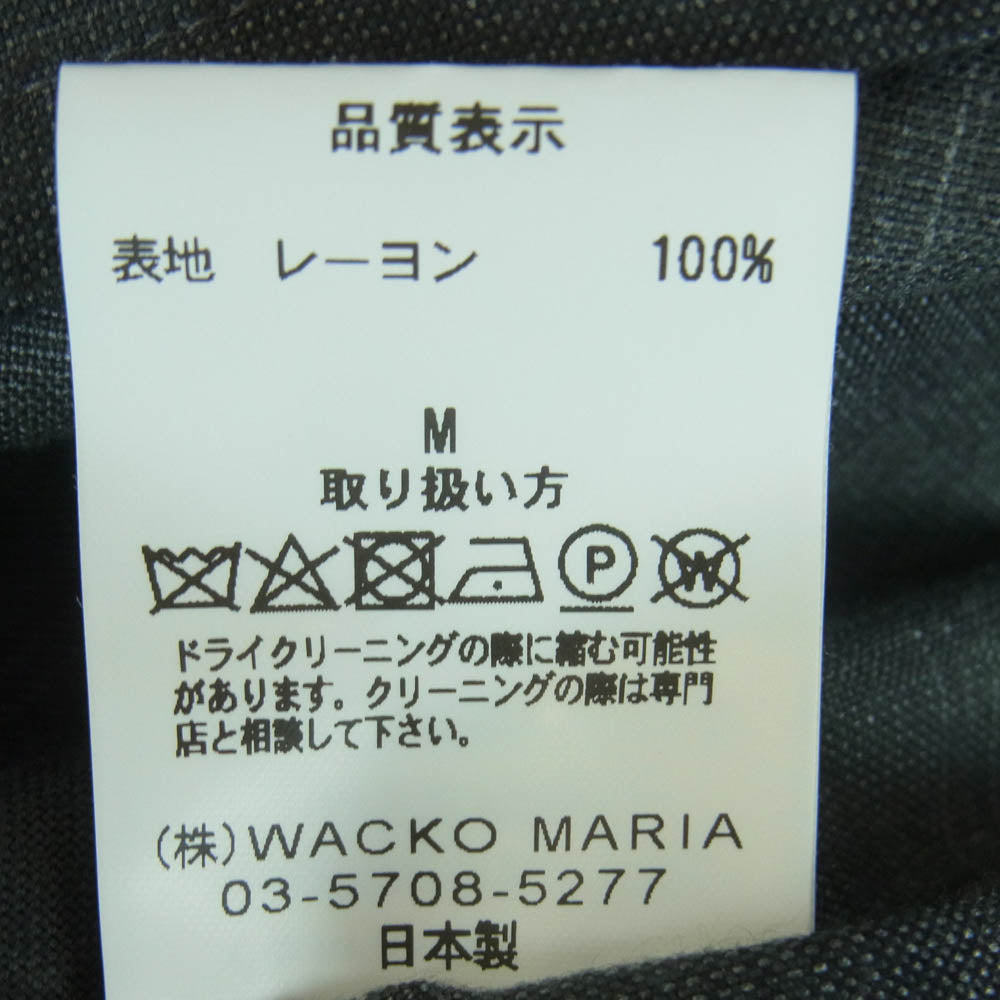 品質表示
表地 レーヨン 100%
M
取り扱い方
P W
ドライクリーニングの際に縮む可能性
があります。クリーニングの際は専門
店と相談して下さい。
(株)WACKO MARIA
03-5708-5277
日本製